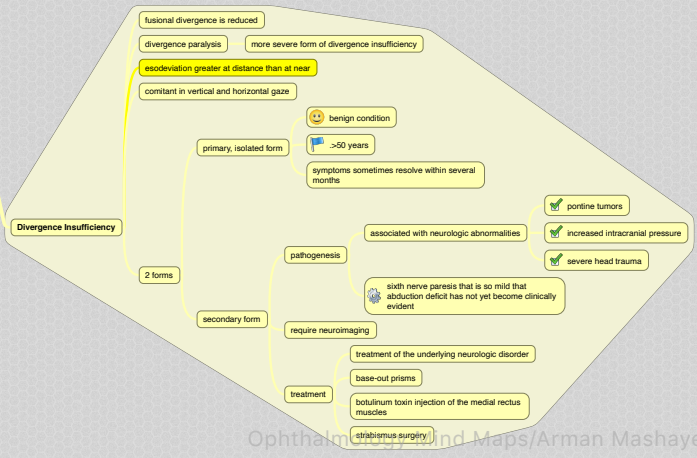 fusional divergence is reduced
divergence paralysis
more severe form of divergence insufficiency
esodeviation greater at distance than at near
comitant in vertical and horizontal gaze
primary, isolated form
benign condition
.>50 years
symptoms sometimes resolve within several
months
Divergence Insufficiency
2 forms
secondary form
pathogenesis
associated with neurologic abnormalities
pontine tumors
increased intracranial pressure
severe head trauma
sixth nerve paresis that is so mild that
abduction deficit has not yet become clinically
evident
require neuroimaging
treatment
treatment of the underlying neurologic disorder
base-out prisms
botulinum toxin injection of the medial rectus
muscles
strabismus surgery
Ophthalmology Mind Maps/Arman Mashaye